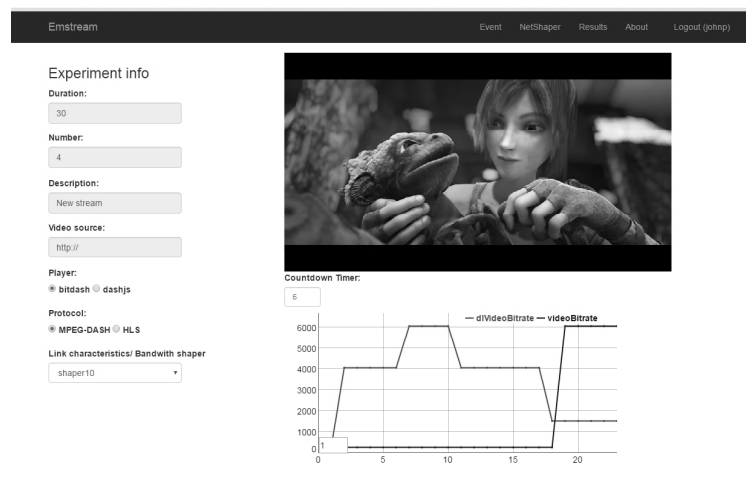 Emstream Event NetShaper Results About Logout (johnp)
Experiment info
Duration:
30
Number:
4
Description:
New stream
Video source:
http://
Player:
bitdash dashjs
Protocol:
MPEG-DASH HLS
Link characteristics/ Bandwith shaper
shaper10
Countdown Timer:
5
dlVideoBitrate videoBitrate
6000
5000
4000
3000
2000
1000
0
1
0 5 10 15 20